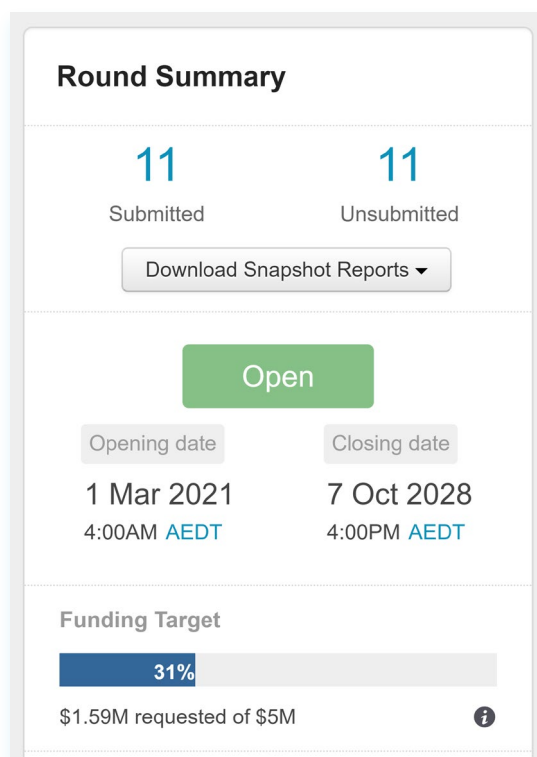 Round Summary
11 11
Submitted Unsubmitted
Download Snapshot Reports
Open
Opening date Closing date
1 Mar 2021 7 Oct 2028
4:00AM AEDT 4:00PM AEDT
Funding Target
31%
$1.59M requested of $5M i